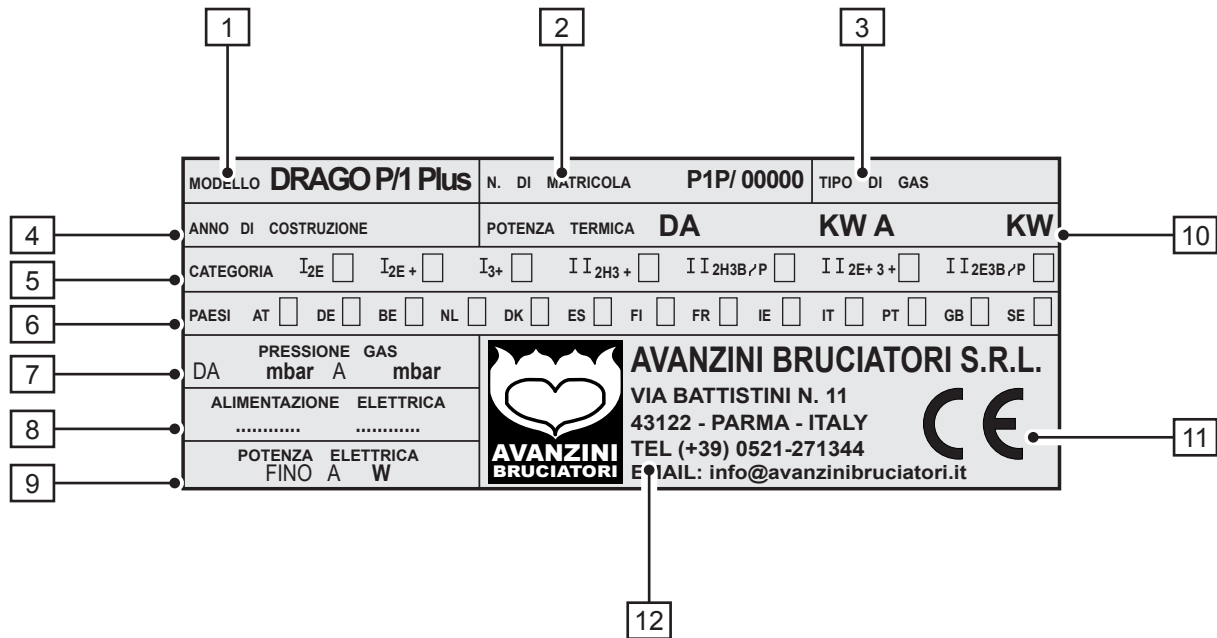 1 2 3
MODELLO DRAGO P/1 Plus N. DI MATRICOLA P1P/ 00000 TIPO DI GAS
4 ANNO DI COSTRUZIONE POTENZA TERMICA DA KW A KW 10
5 CATEGORIA I2E I2E + I3+ II2H3 + II2H3B/P II2E+ 3 + II2E3B/P
6 PAESI AT DE BE NL DK ES FI FR IE IT PT GB SE
7 PRESSIONE GAS
DA mbar A mbar
8 ALIMENTAZIONE ELETTRICA
............ ............
9 POTENZA ELETTRICA
FINO A W
AVANZINI
BRUCIATORI
AVANZINI BRUCIATORI S.R.L.
VIA BATTISTINI N. 11
43122 - PARMA - ITALY
TEL (+39) 0521-271344
EMAIL: info@avanzinibruciatori.it
CE 11
12